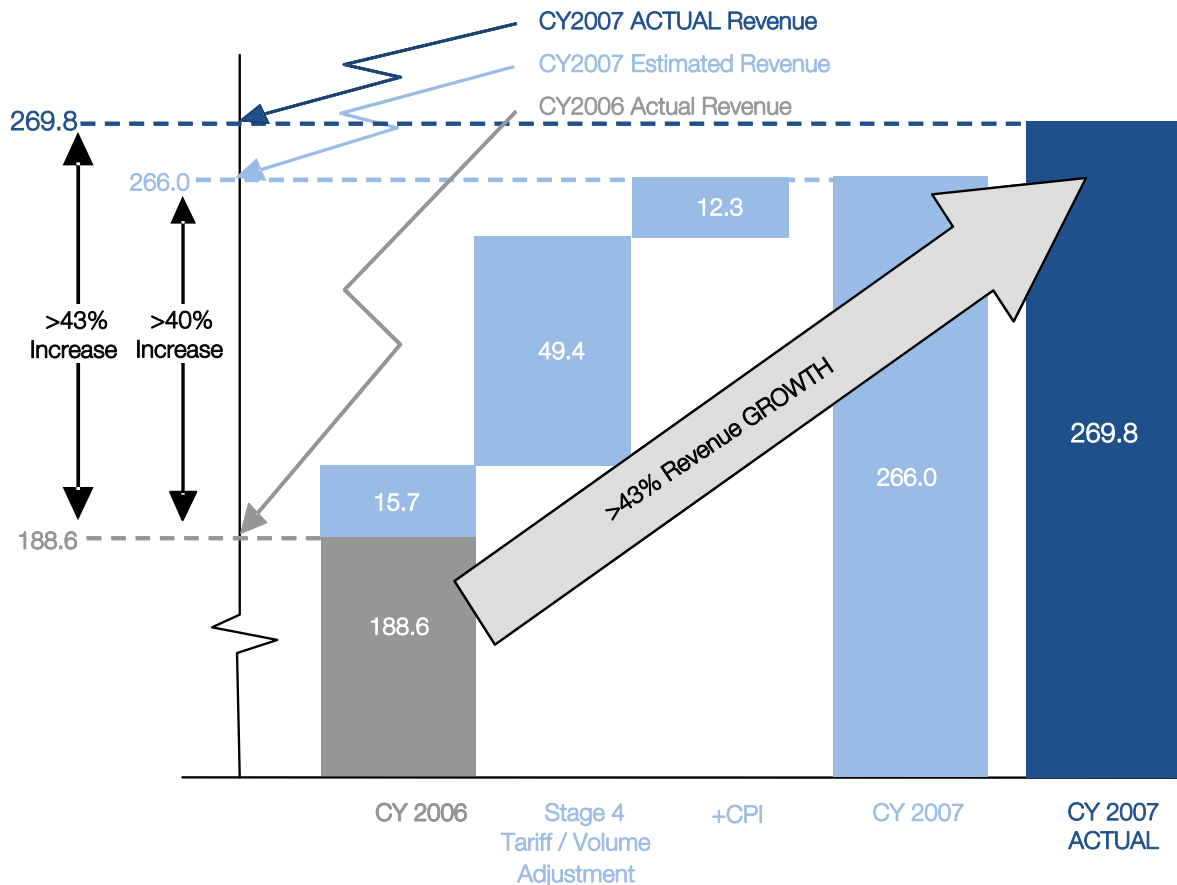 CY2007 ACTUAL Revenue
CY2007 Estimated Revenue
CY2006 Actual Revenue
269.8
266.0
12.3
>43%
Increase
>40%
Increase
49.4
>43% Revenue GROWTH
269.8
266.0
15.7
188.6
188.6
CY 2006
Stage 4
Tariff / Volume
Adjustment
+CPI
CY 2007
CY 2007
ACTUAL